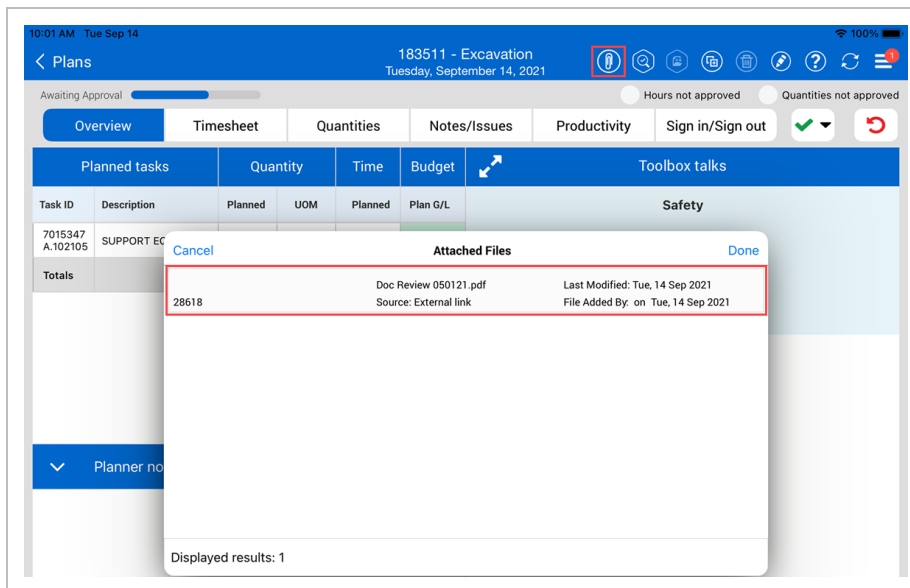 10:01 AM Tue Sep 14
100%
Plans
183511 - Excavation
Tuesday, September 14, 2021
1
Awaiting Approval
Hours not approved
Quantities not approved
Overview
Timesheet
Quantities
Notes/Issues
Productivity
Sign in/Sign out
Planned tasks
Quantity
Time
Budget
Toolbox talks
Task ID
Description
Planned
UOM
Planned
Plan G/L
Safety
7015347
A.102105
SUPPORT EC
Totals
Cancel
Attached Files
Done
Doc Review 050121.pdf
Last Modified: Tue, 14 Sep 2021
28618
Source: External link
File Added By: on Tue, 14 Sep 2021
Planner no
Displayed results: 1